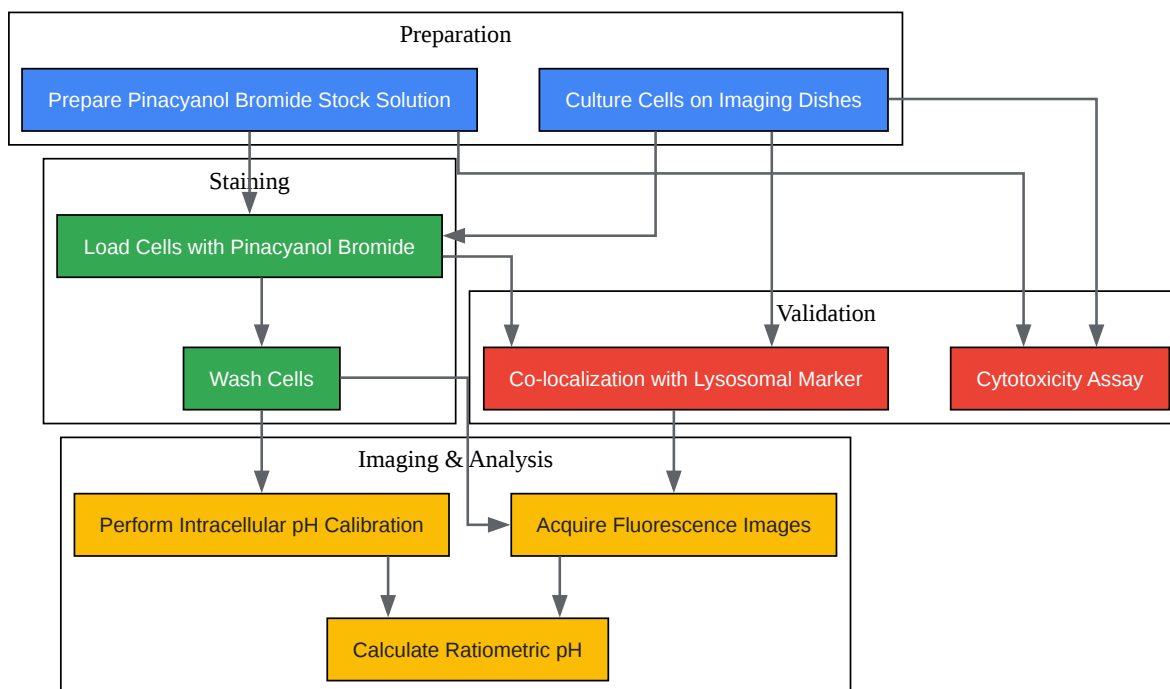 Preparation
Prepare Pinacyanol Bromide Stock Solution
Culture Cells on Imaging Dishes
Staining
Load Cells with Pinacyanol Bromide
Validation
Wash Cells
Co-localization with Lysosomal Marker
Cytotoxicity Assay
Imaging & Analysis
Perform Intracellular pH Calibration
Acquire Fluorescence Images
Calculate Ratiometric pH